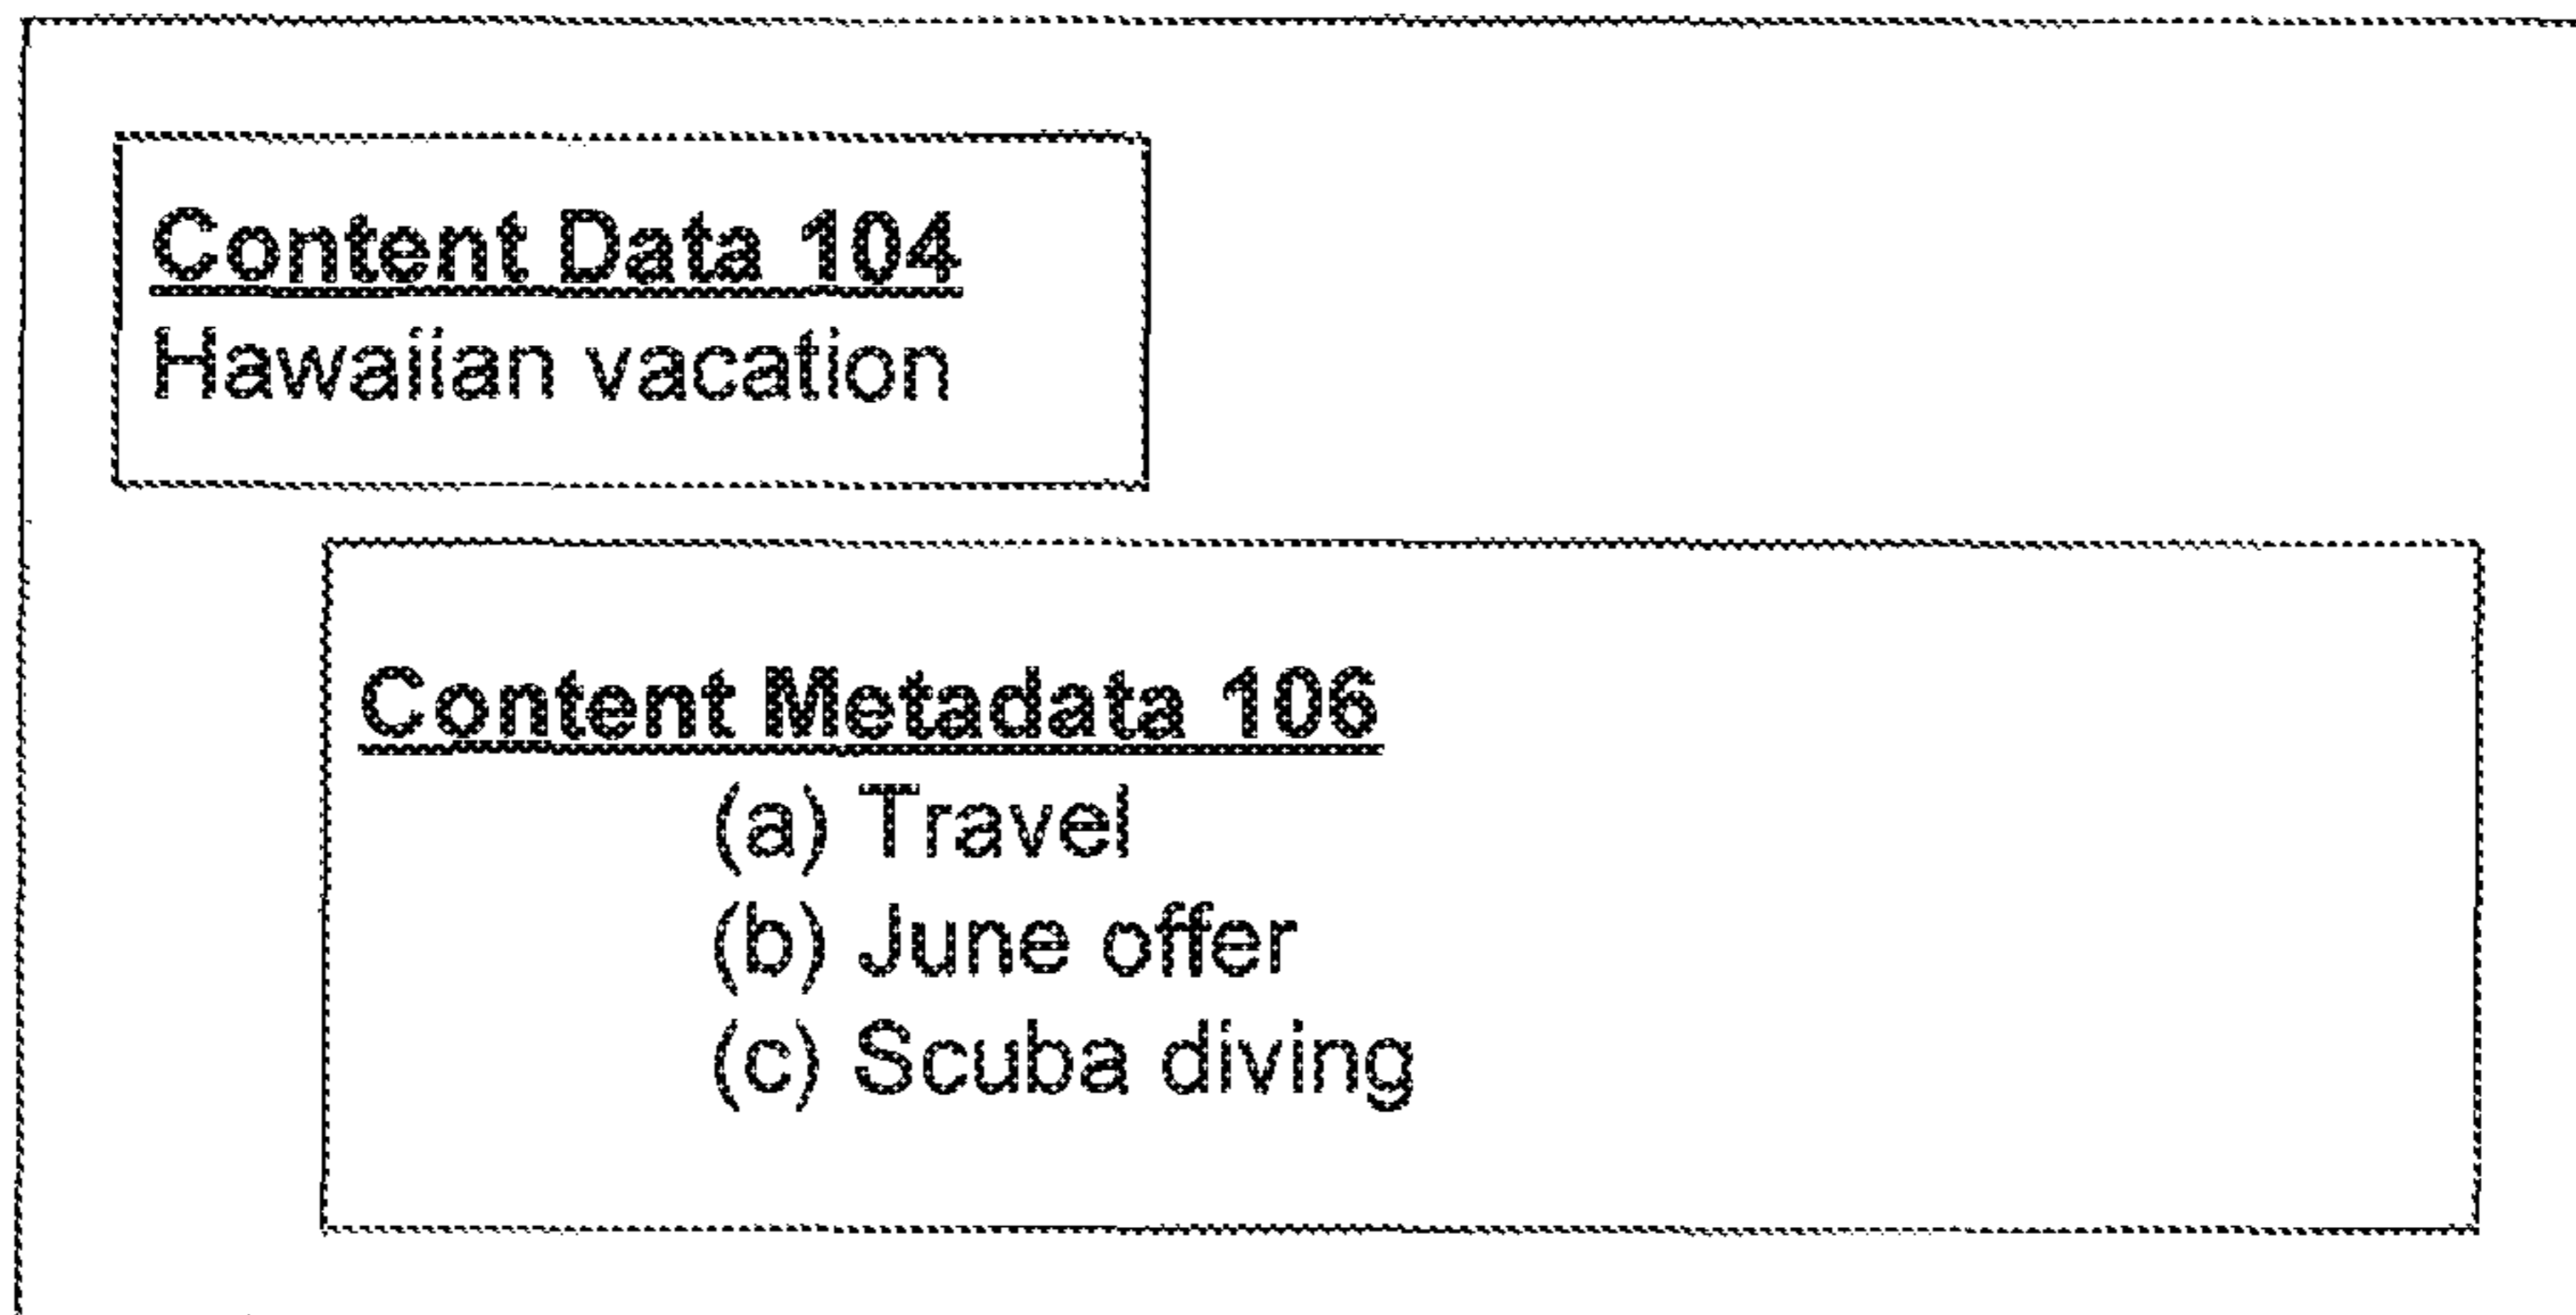 Content Data 104
Hawaiian vacation
Content Metadata 106
(a) Travel
(b) June offer
(c) Scuba diving